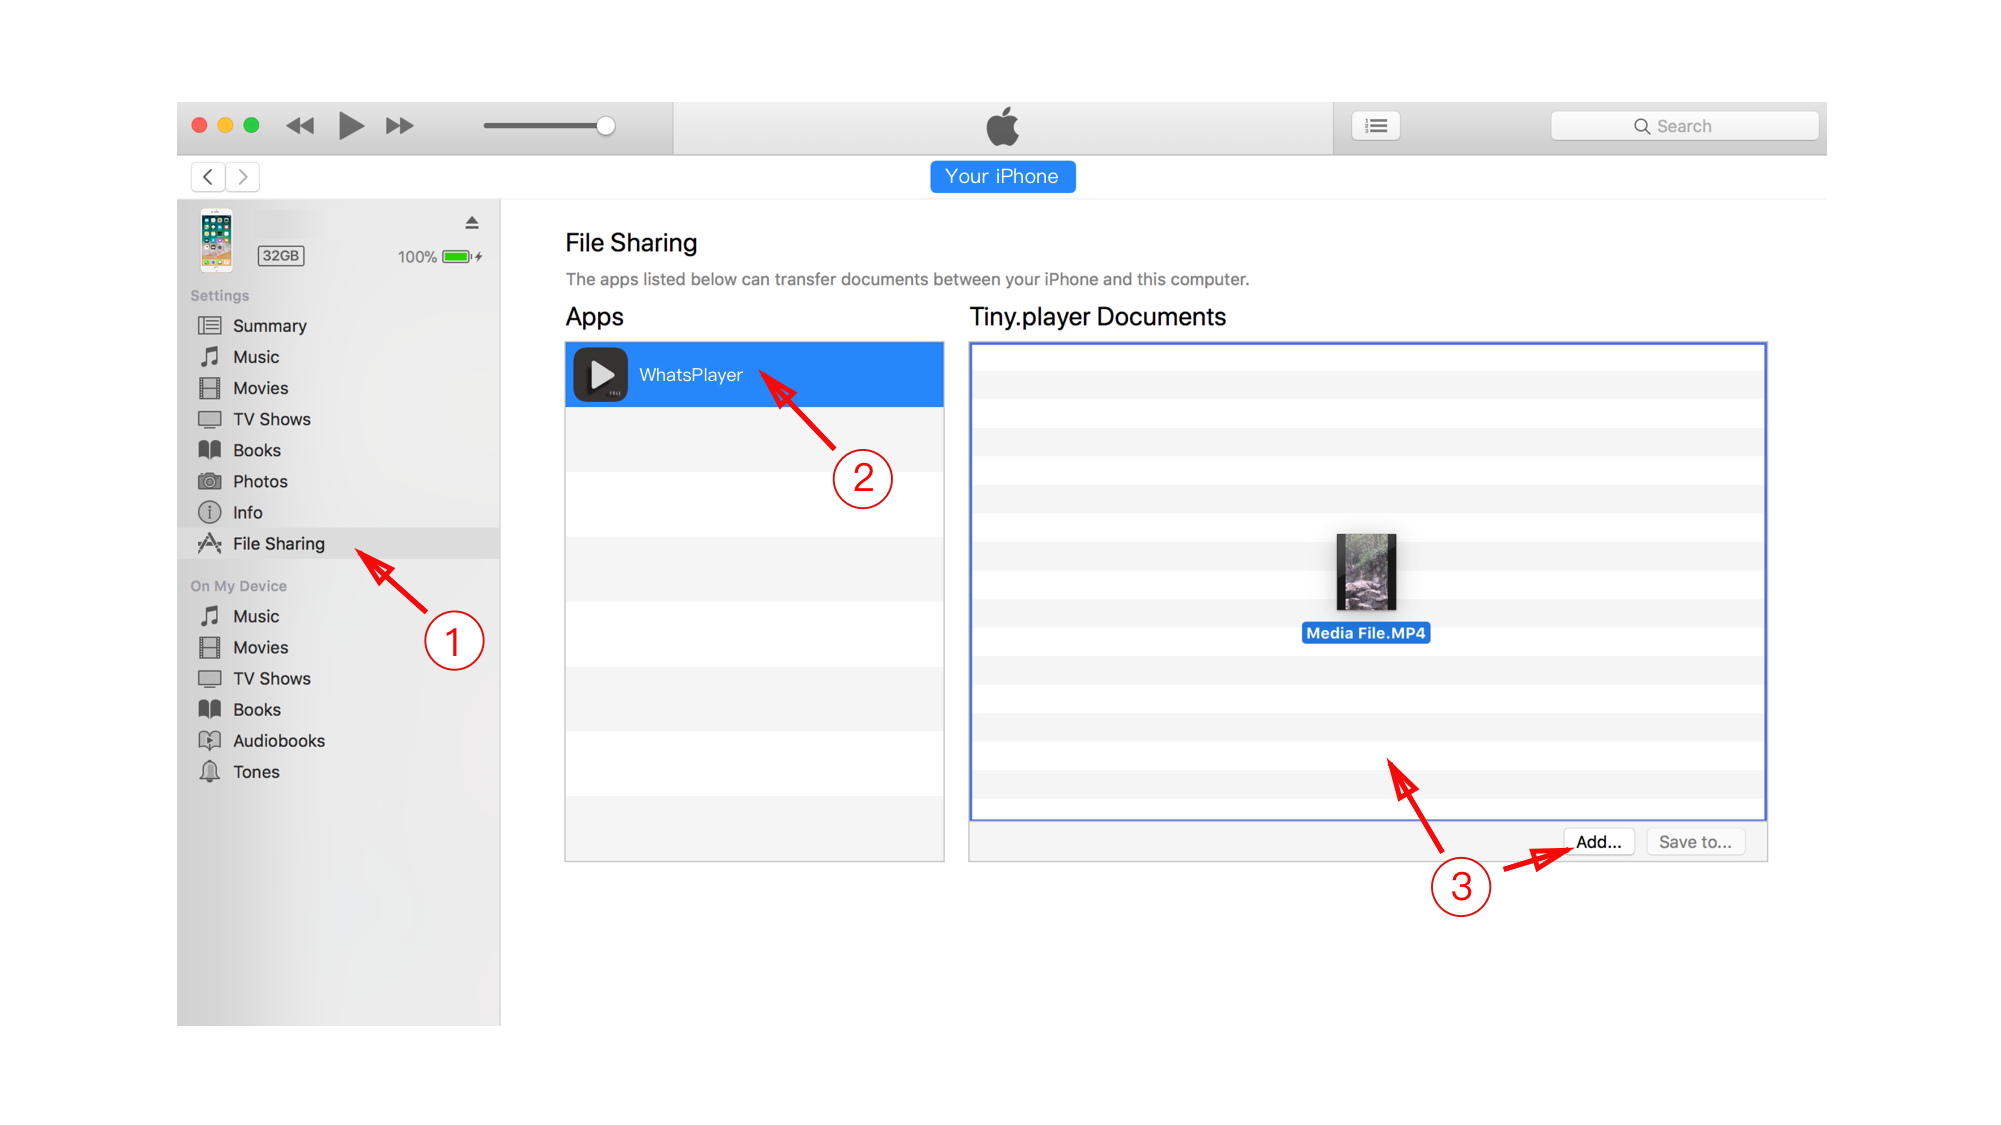 Search
Your iPhone
32GB
100%
Settings
Summary
Music
Movies
TV Shows
Books
Photos
Info
File Sharing
1
On My Device
Music
Movies
TV Shows
Books
Audiobooks
Tones
File Sharing
The apps listed below can transfer documents between your iPhone and this computer.
Apps
WhatsPlayer
2
Tiny.player Documents
Media File.MP4
Add...
Save to...
3